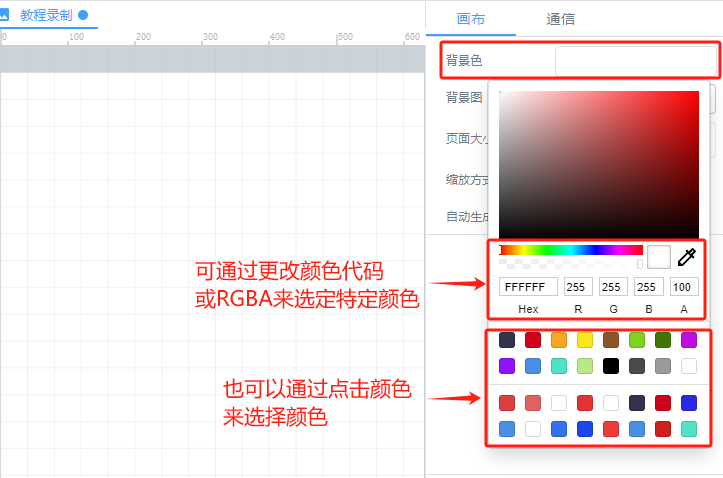 教程录制
画布 通信
0 100 200 300 400 500 600
背景色
背景图
页面大小
缩放方式
自动生成
可通过更改颜色代码
或RGBA来选定特定颜色
FFFFFF 255 255 255 100
Hex R G B A
也可以通过点击颜色
来选择颜色